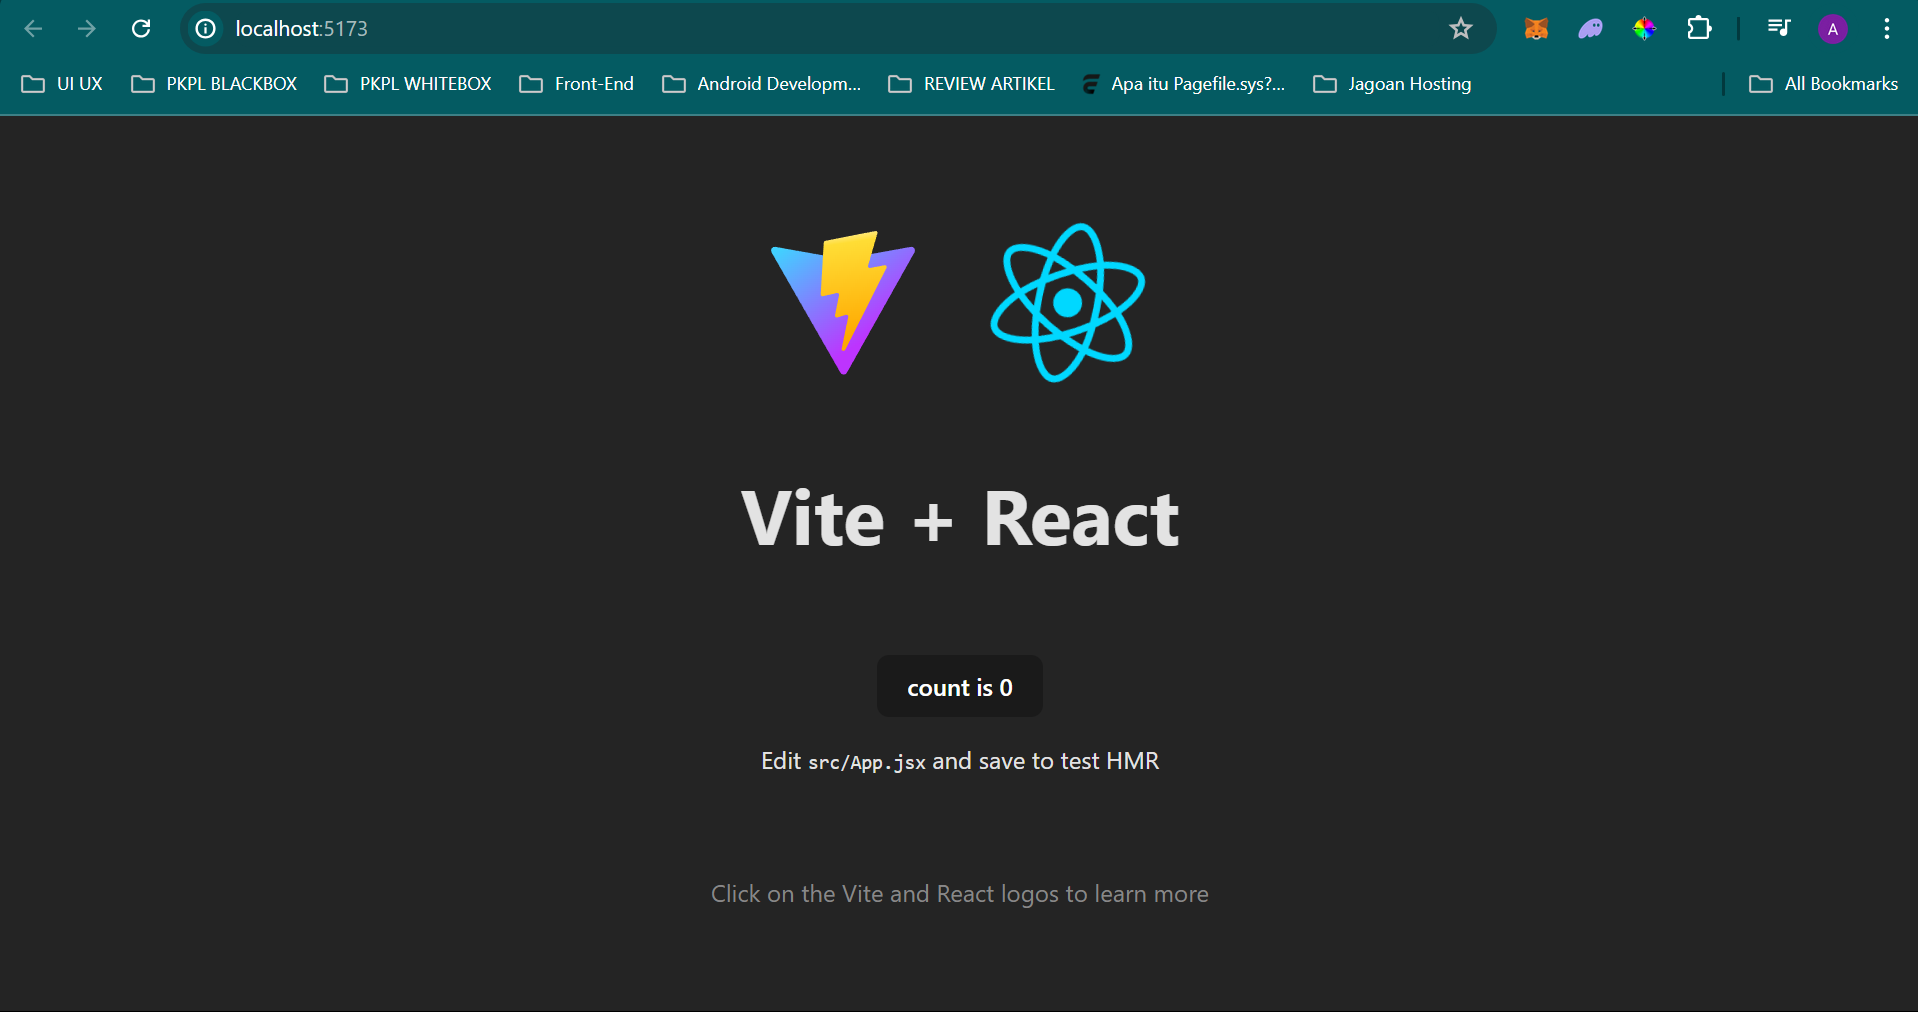 localhost:5173
A
UI UX
PKPL BLACKBOX
PKPL WHITEBOX
Front-End
Android Developm...
REVIEW ARTIKEL
Apa itu Pagefile.sys?...
Jagoan Hosting
All Bookmarks
Vite + React
count is 0
Edit src/App.jsx and save to test HMR
Click on the Vite and React logos to learn more